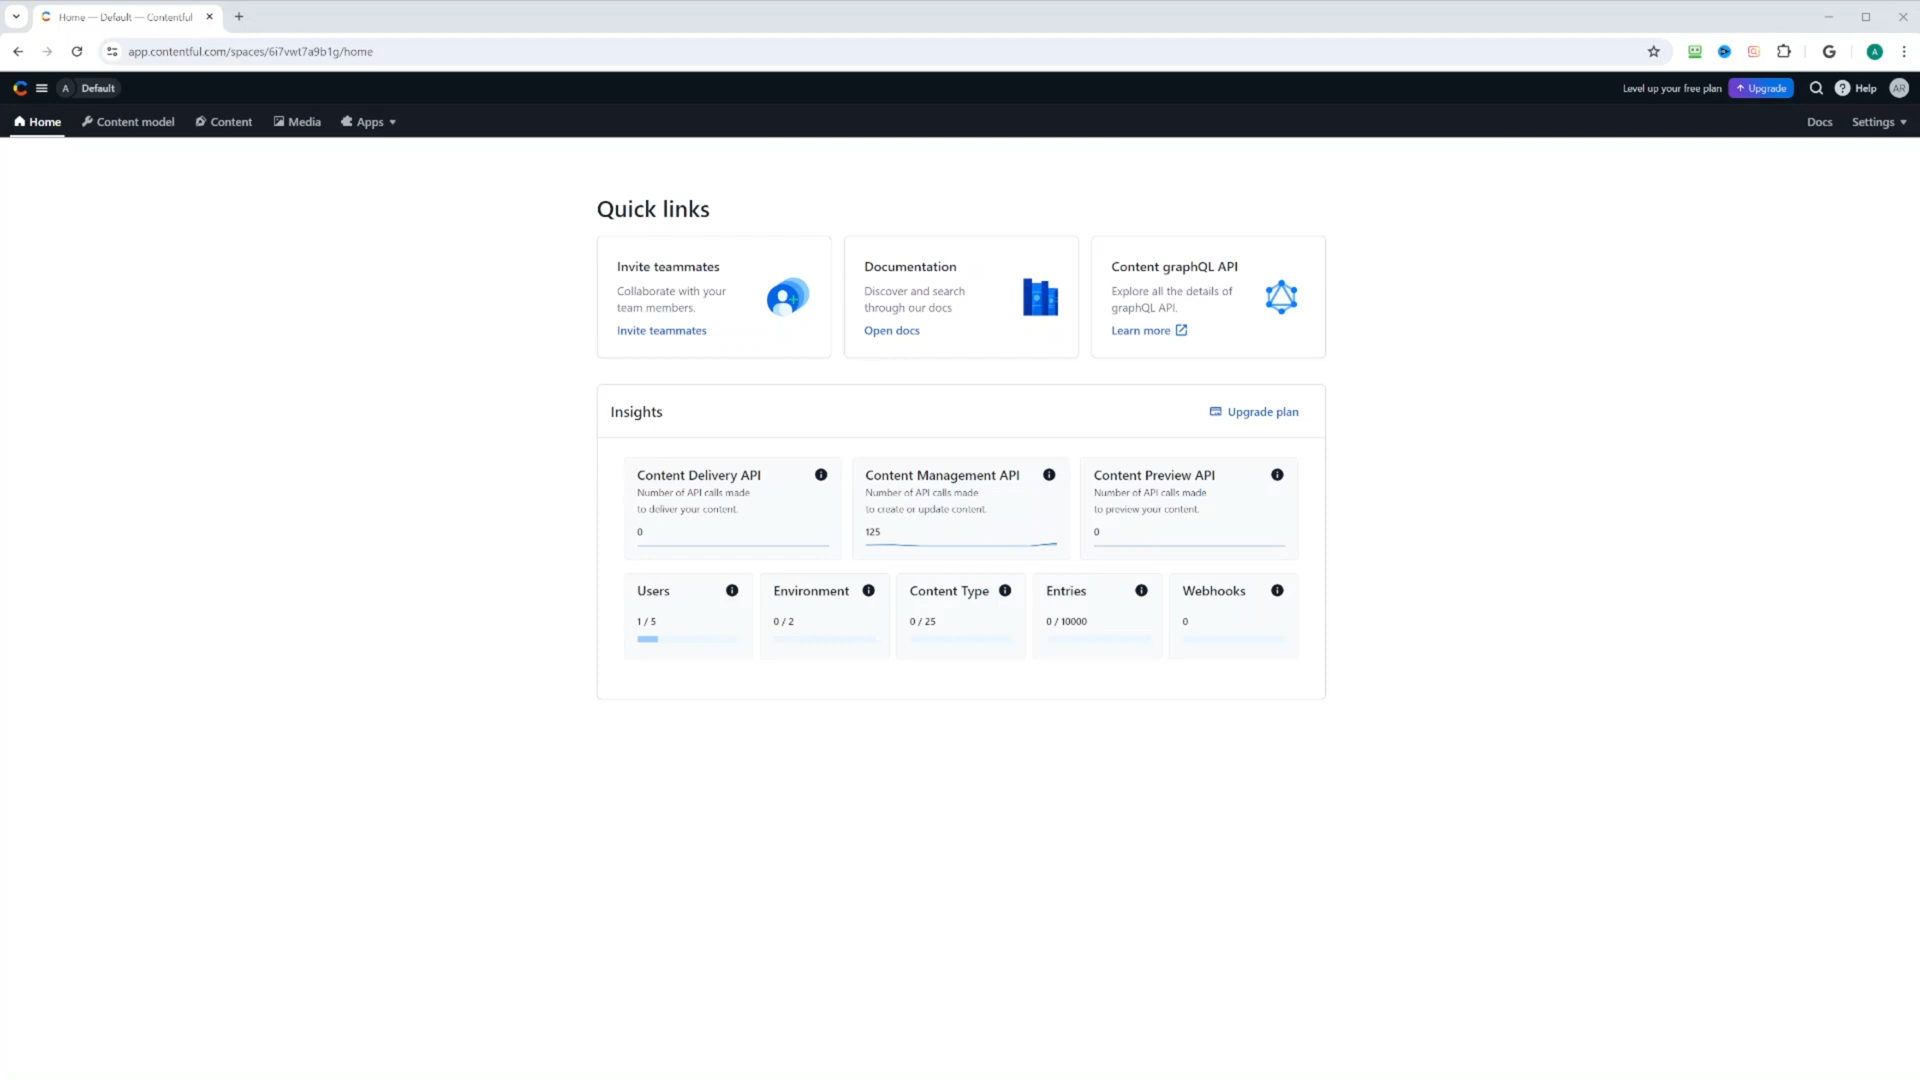 Home — Default — Contentful
app.contentful.com/spaces/6i7vwt7a9b1g/home
A
A Default
Level up your free plan
Upgrade
Help
AR
Home
Content model
Content
Media
Apps
Docs
Settings
Quick links
Invite teammates
Collaborate with your
team members.
Invite teammates
Documentation
Discover and search
through our docs
Open docs
Content graphQL API
Explore all the details of
graphQL API.
Learn more
Insights
Upgrade plan
Content Delivery API
Number of API calls made
to deliver your content.
0
Content Management API
Number of API calls made
to create or update content.
125
Content Preview API
Number of API calls made
to preview your content.
0
Users
1 / 5
Environment
0 / 2
Content Type
0 / 25
Entries
0 / 10000
Webhooks
0